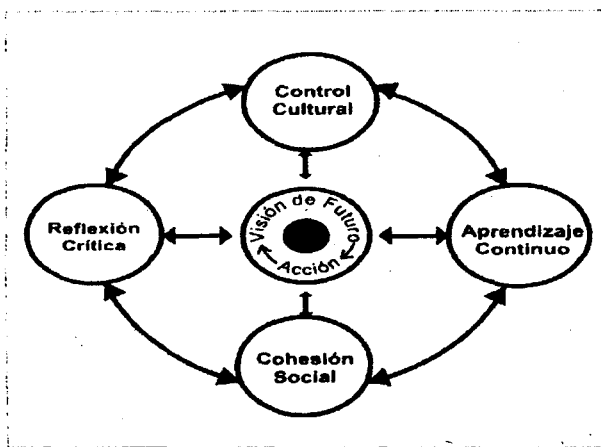 Control
Cultural
Reflexión
Crítica
Visión de Futuro
Acción
Aprendizaje
Continuo
Cohesión
Social